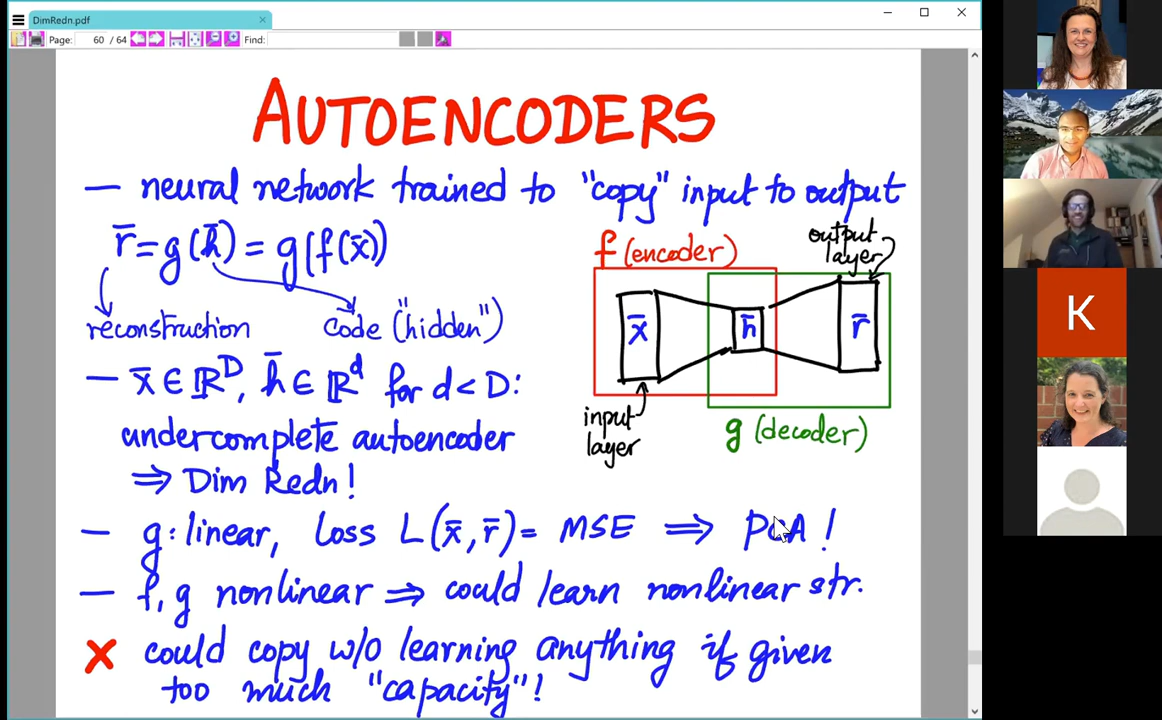 DimRedn.pdf
Page: 60 / 64 Find:
AUTOENCODERS
— neural network trained to "copy" input to output
r̄ = g(h̄) = g(f(x̄))
reconstruction code ("hidden")
— x̄ ∈ ℝ^D, h̄ ∈ ℝ^d for d < D:
undercomplete autoencoder
⇒ Dim Redn!
f (encoder)
output
layer
x̄ h̄ r̄
input
layer
g (decoder)
— g: linear, Loss L(x̄, r̄) = MSE ⇒ PCA!
— f, g nonlinear ⇒ could learn nonlinear str.
✗ could copy w/o learning anything if given
too much "capacity"!
K